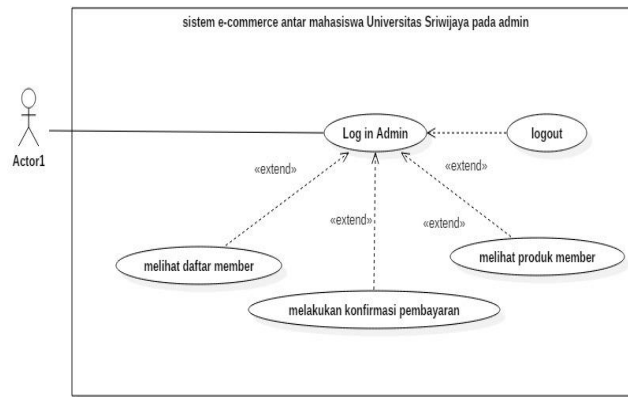 sistem e-commerce antar mahasiswa Universitas Sriwijaya pada admin
Actor1
Log in Admin
logout
«extend»
«extend»
«extend»
«extend»
melihat daftar member
melihat produk member
melakukan konfirmasi pembayaran